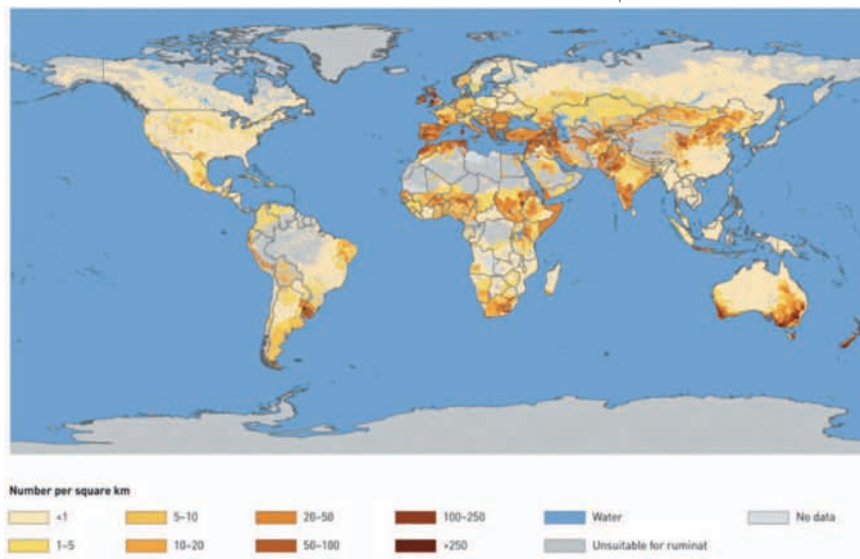 Number per square km
<1 5–10 20–50 100–250 Water No data
1–5 10–20 50–100 >250 Unsuitable for ruminat